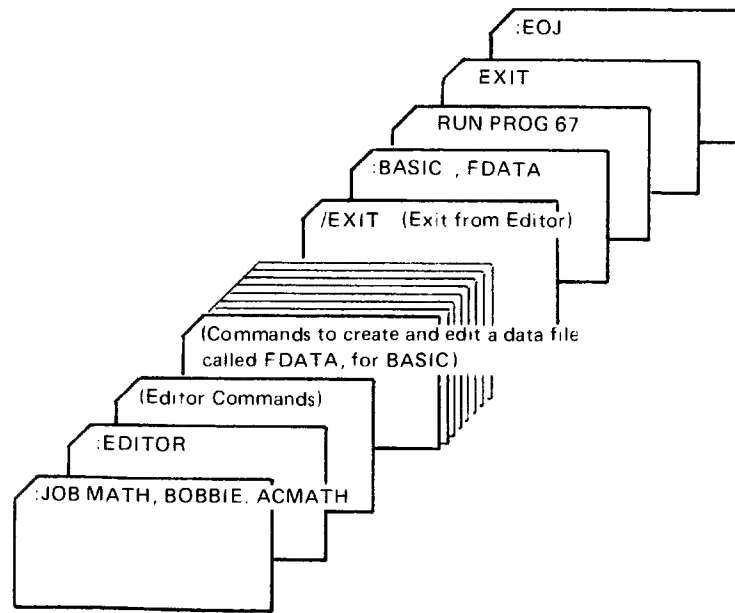 :EOJ
EXIT
RUN PROG 67
:BASIC , FDATA
/EXIT (Exit from Editor)
(Commands to create and edit a data file
called FDATA, for BASIC)
(Editor Commands)
:EDITOR
:JOB MATH, BOBBIE. ACMATH